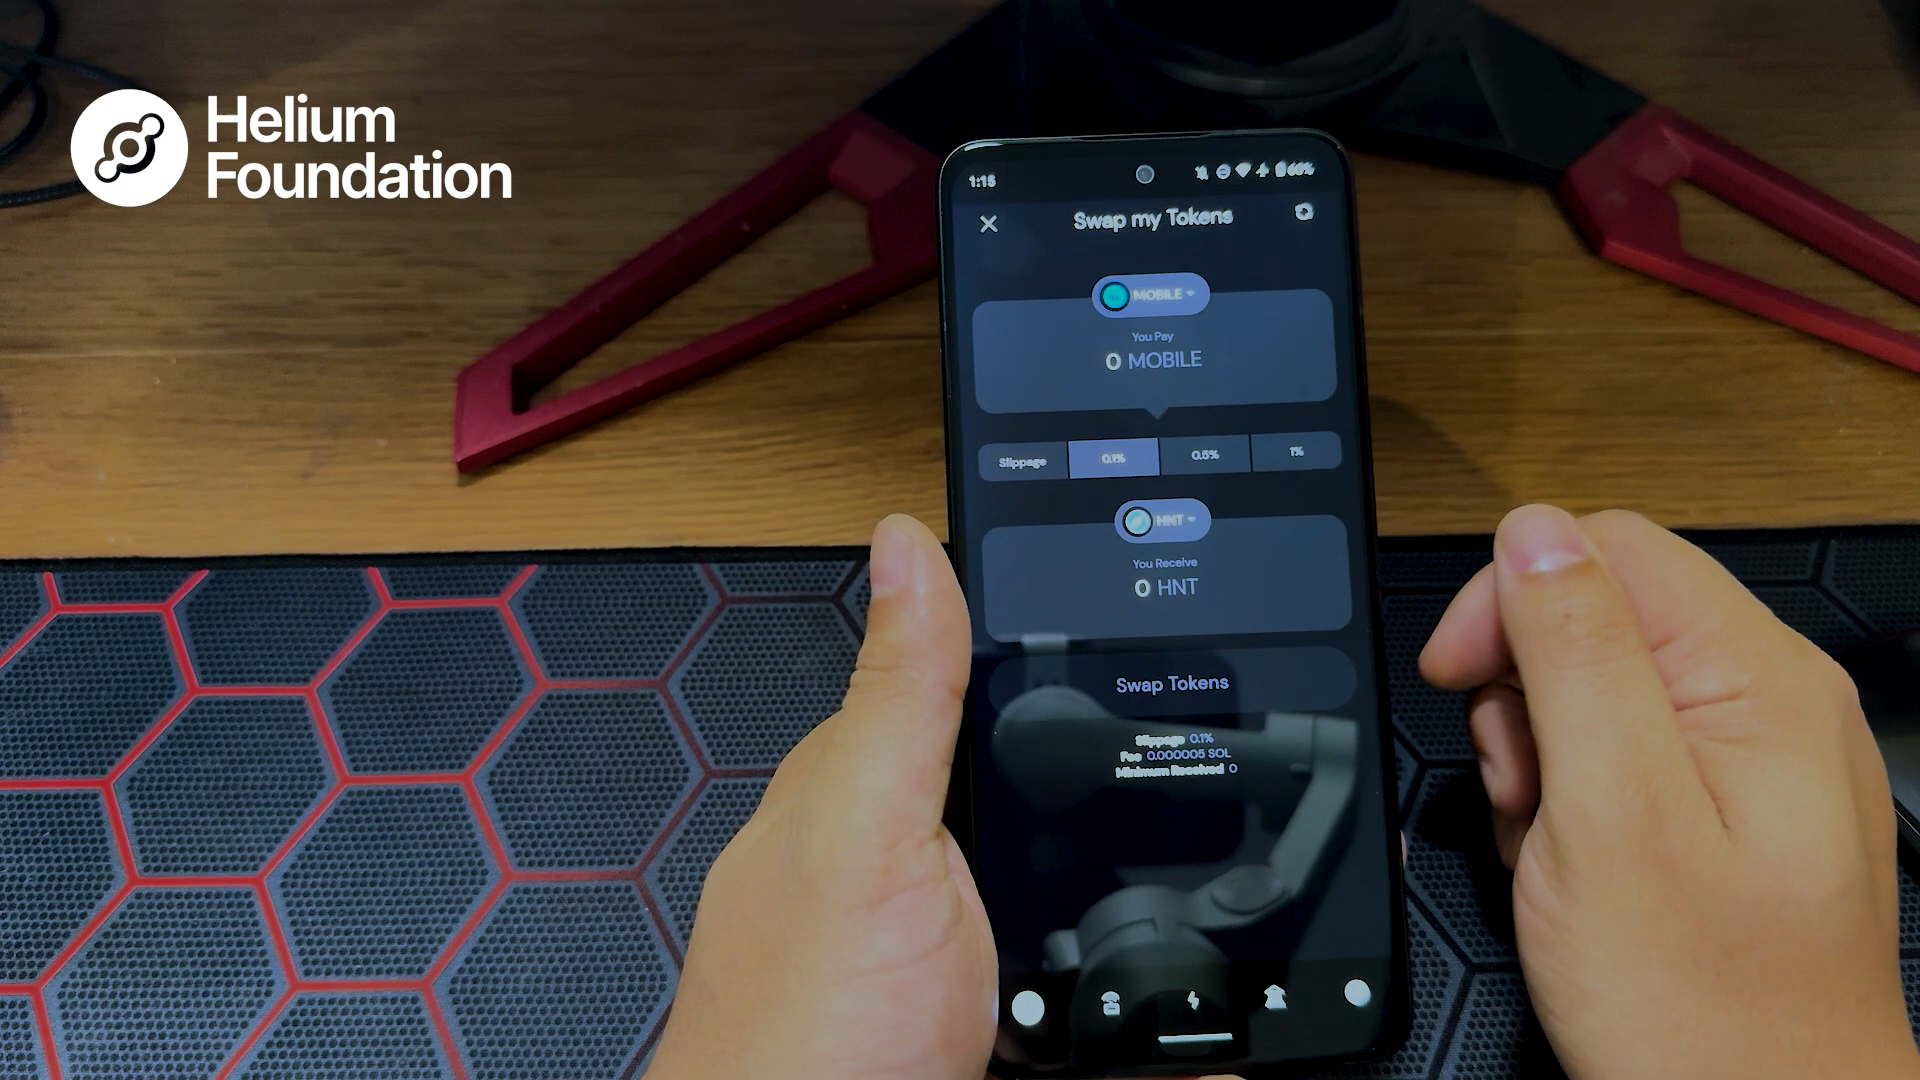 Helium
Foundation
1:15
66%
Swap my Tokens
MOBILE
You Pay
0 MOBILE
Slippage 0.1% 0.5% 1%
HNT
You Receive
0 HNT
Swap Tokens
Slippage 0.1%
Fee 0.000005 SOL
Minimum Received 0